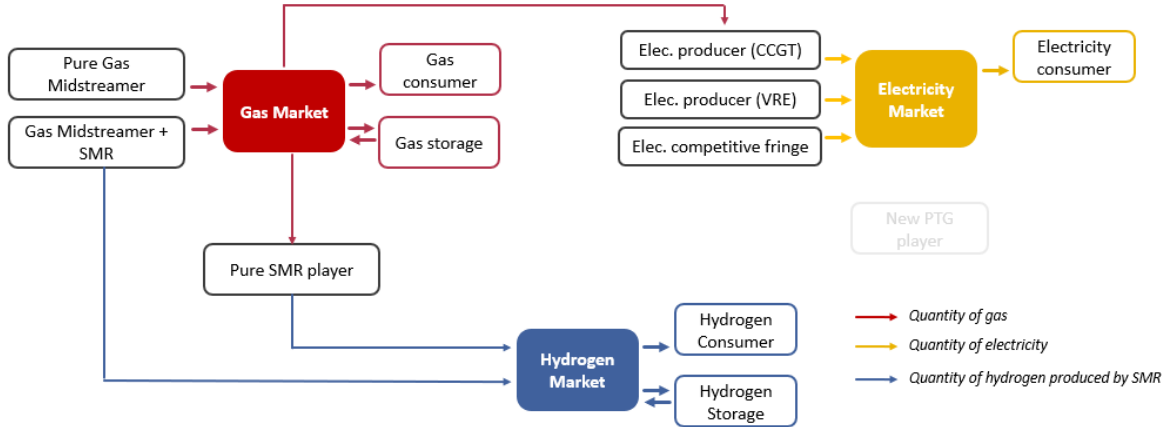 Pure Gas
Midstreamer
Gas Midstreamer +
SMR
Gas Market
Gas
consumer
Gas storage
Elec. producer (CCGT)
Elec. producer (VRE)
Elec. competitive fringe
Electricity
Market
Electricity
consumer
New PTG
player
Pure SMR player
Hydrogen
Market
Hydrogen
Consumer
Hydrogen
Storage
Quantity of gas
Quantity of electricity
Quantity of hydrogen produced by SMR